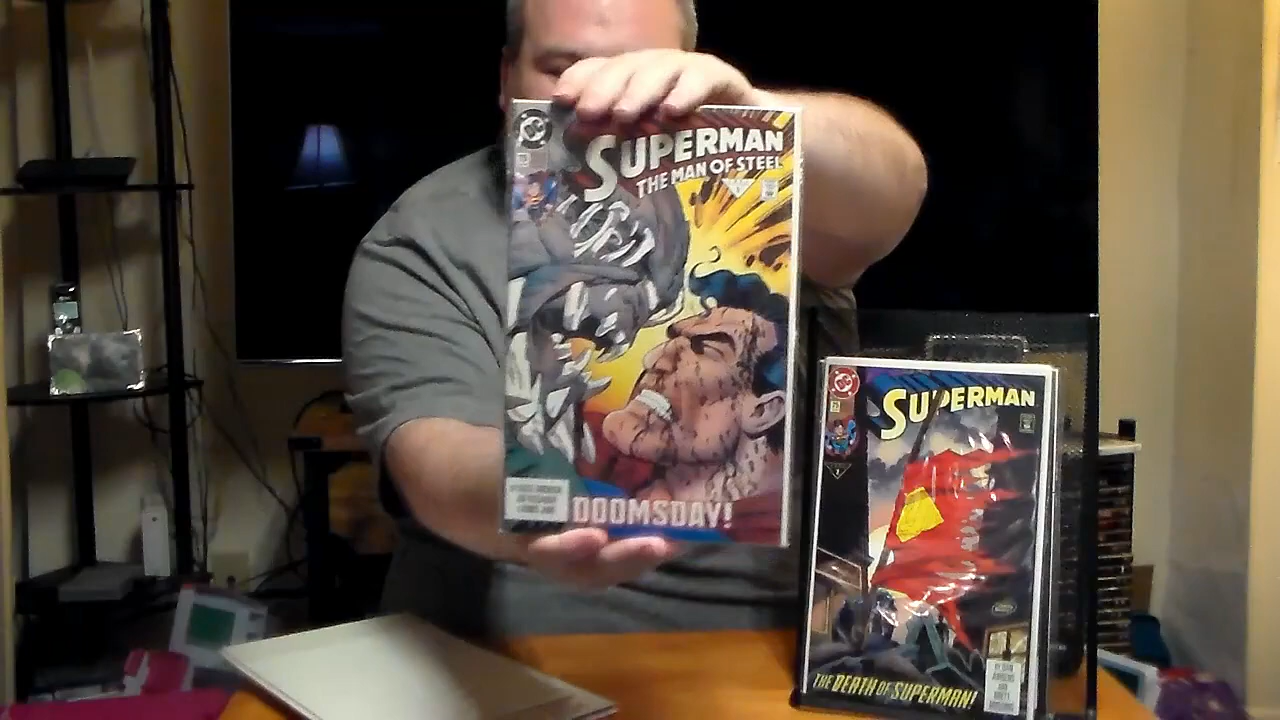 DC
SUPERMAN
THE MAN OF STEEL
DOOMSDAY!
DC
SUPERMAN
THE DEATH OF SUPERMAN!